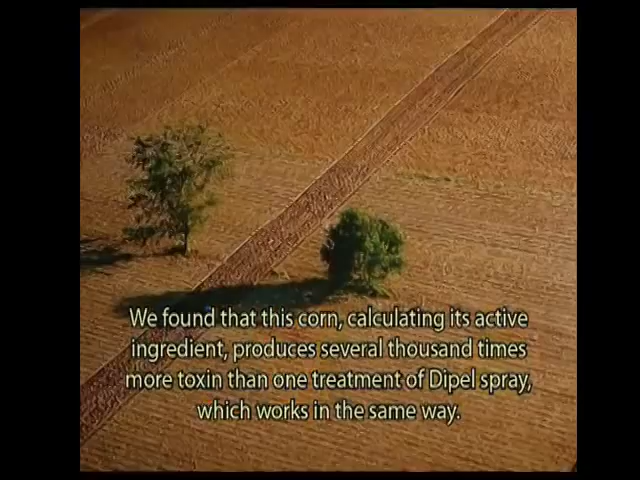 We found that this corn, calculating its active
ingredient, produces several thousand times
more toxin than one treatment of Dipel spray,
which works in the same way.